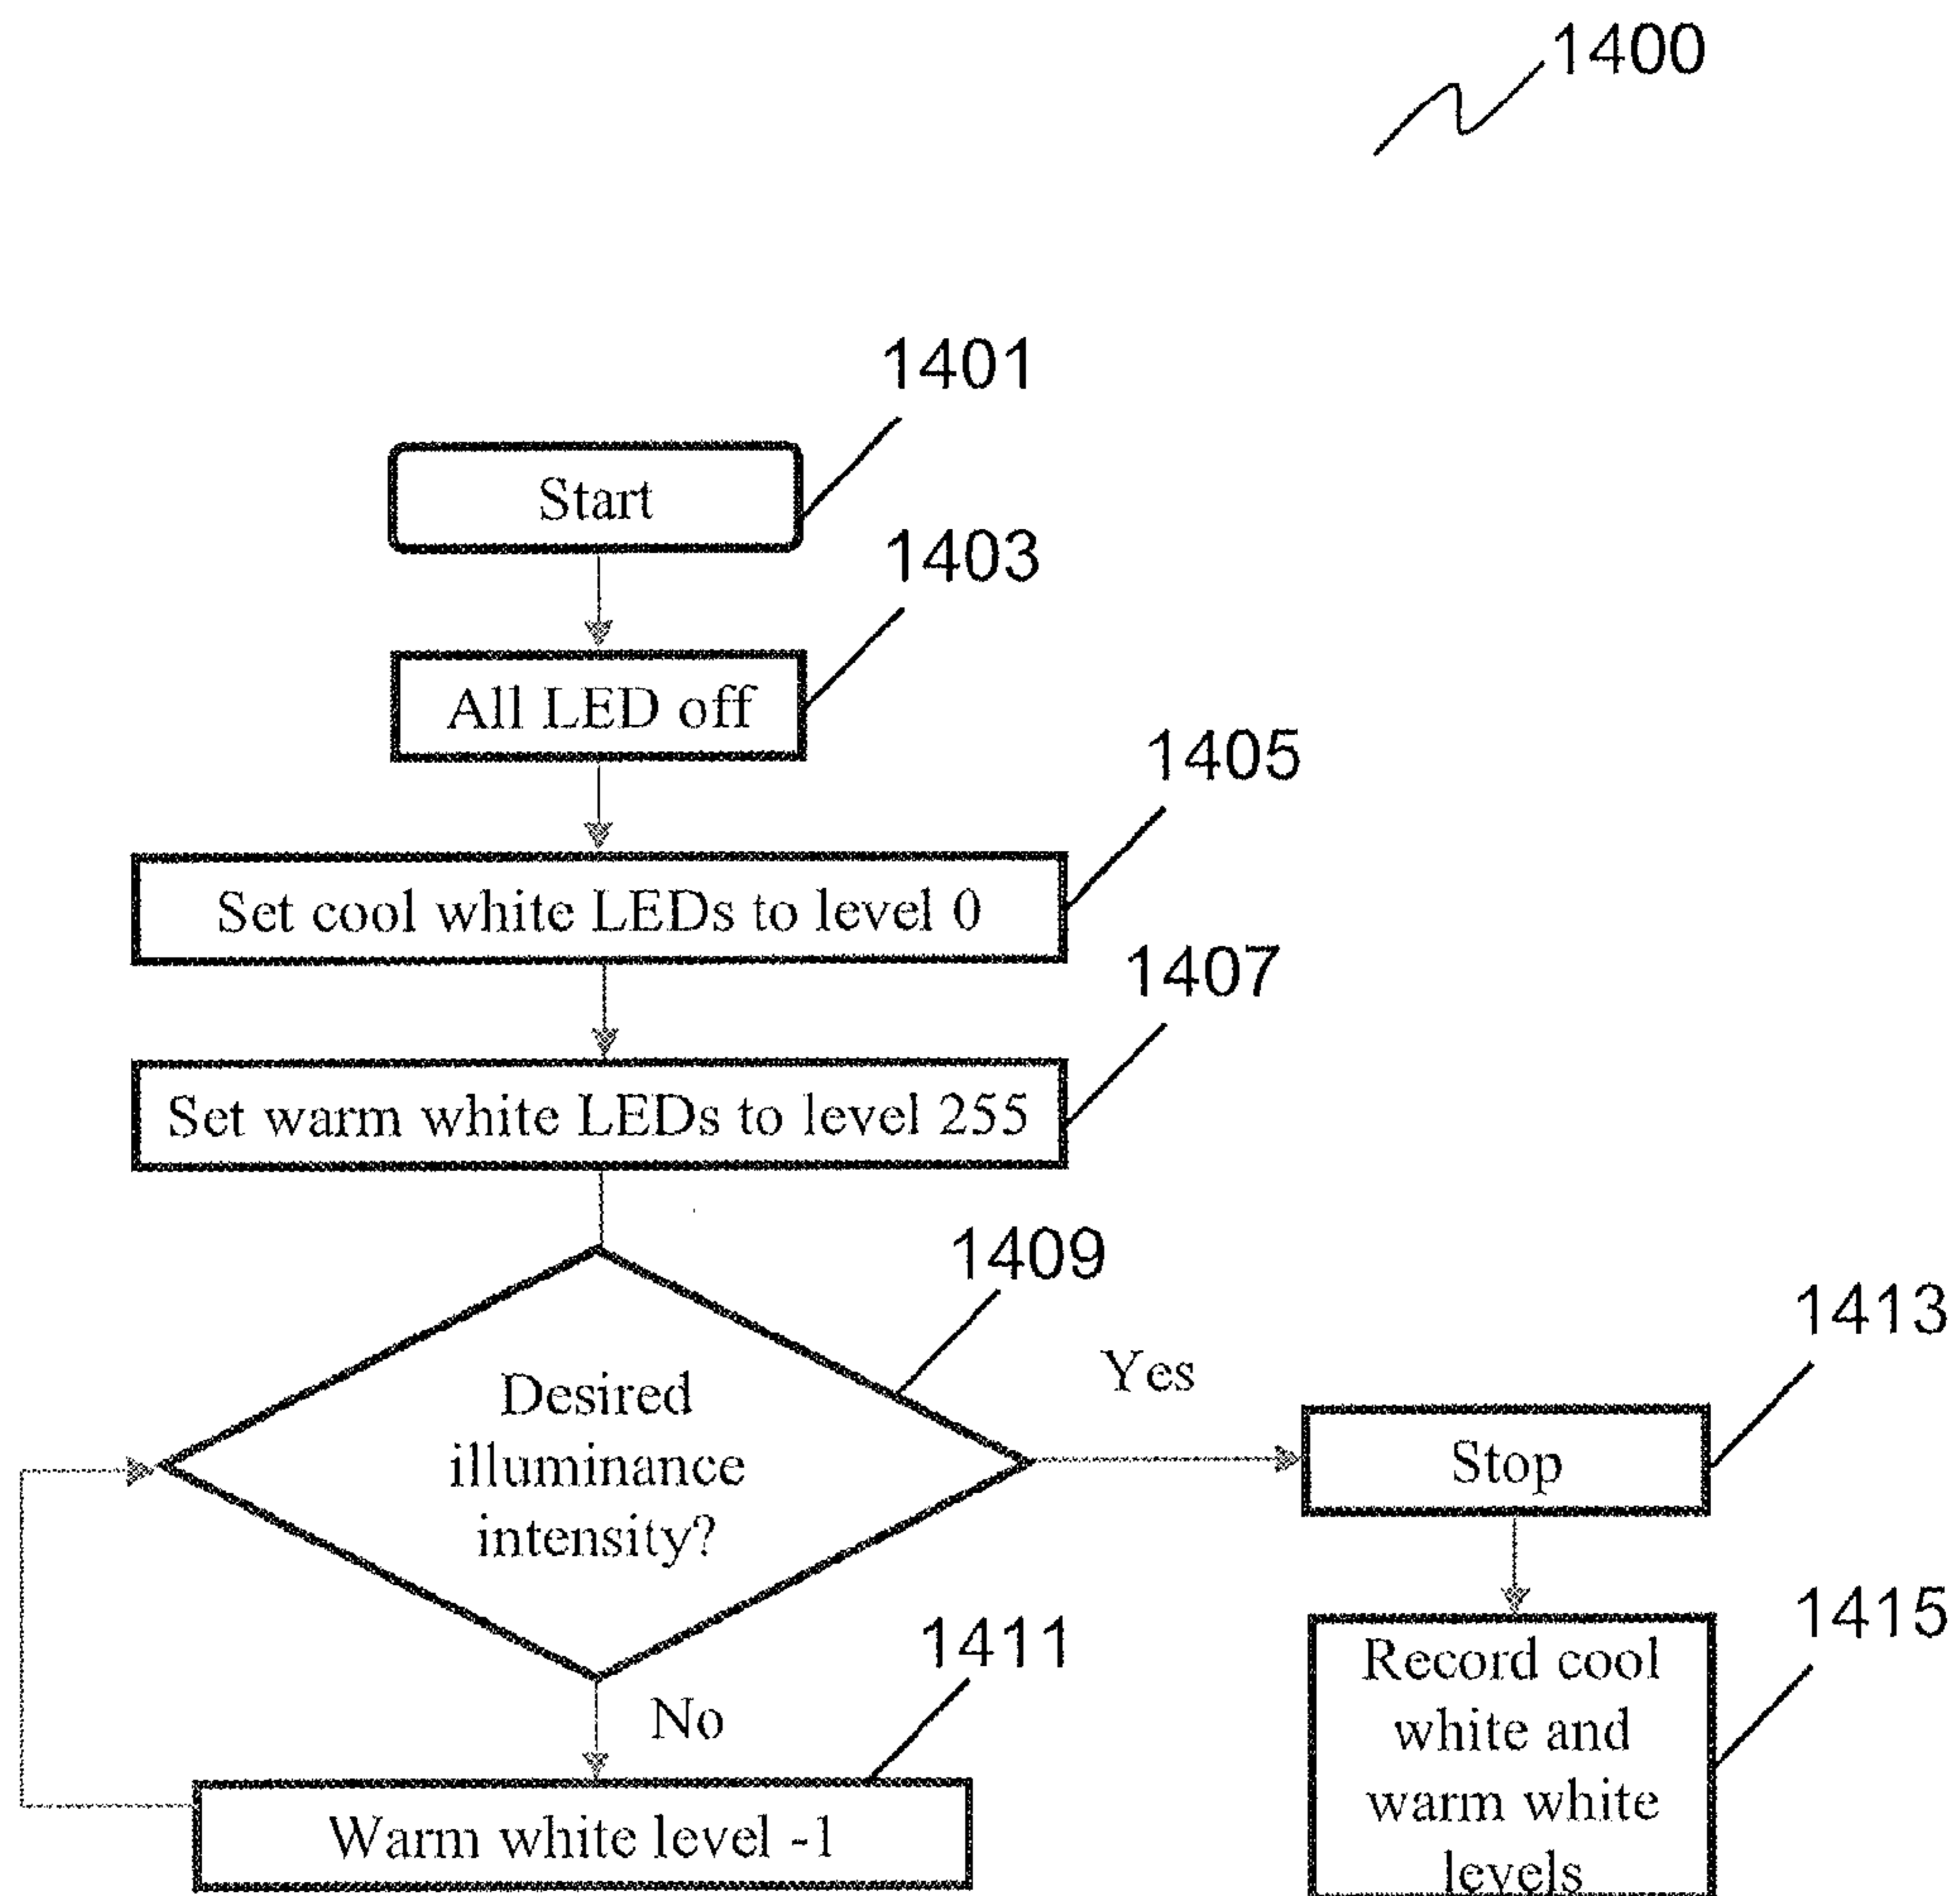 1400
1401
Start
1403
All LED off
1405
Set cool white LEDs to level 0
1407
Set warm white LEDs to level 255
1409
Desired
illuminance
intensity?
Yes
1413
Stop
1411
No
Warm white level -1
1415
Record cool
white and
warm white
levels